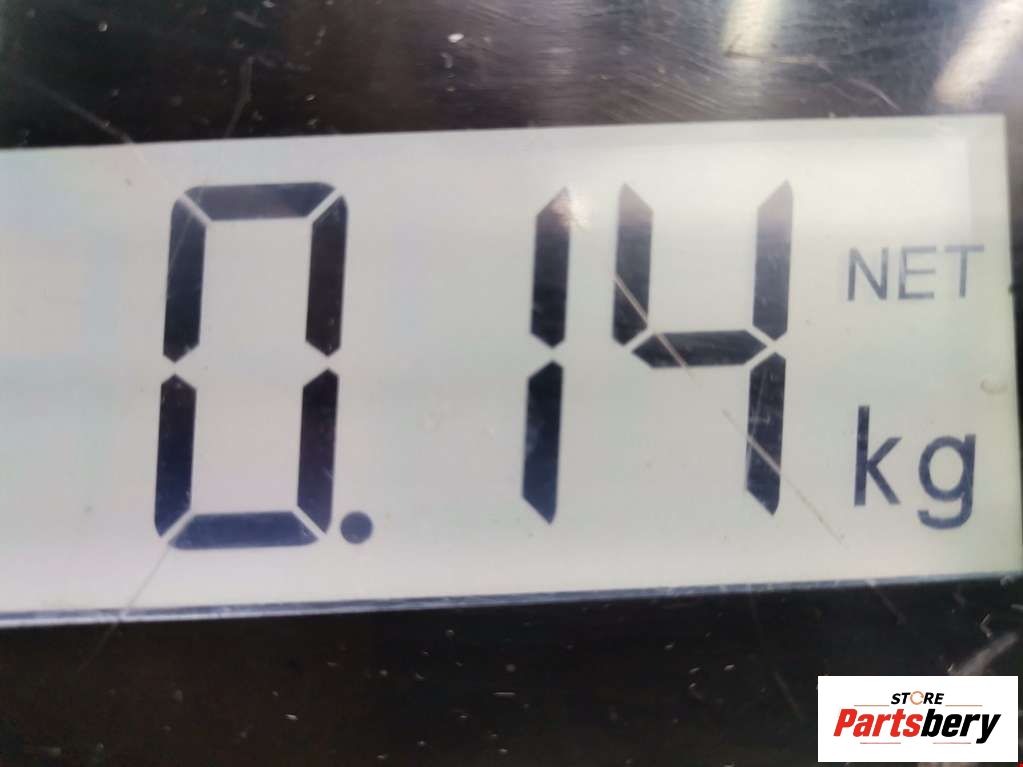 0.14
NET
kg
STORE
Partsbery